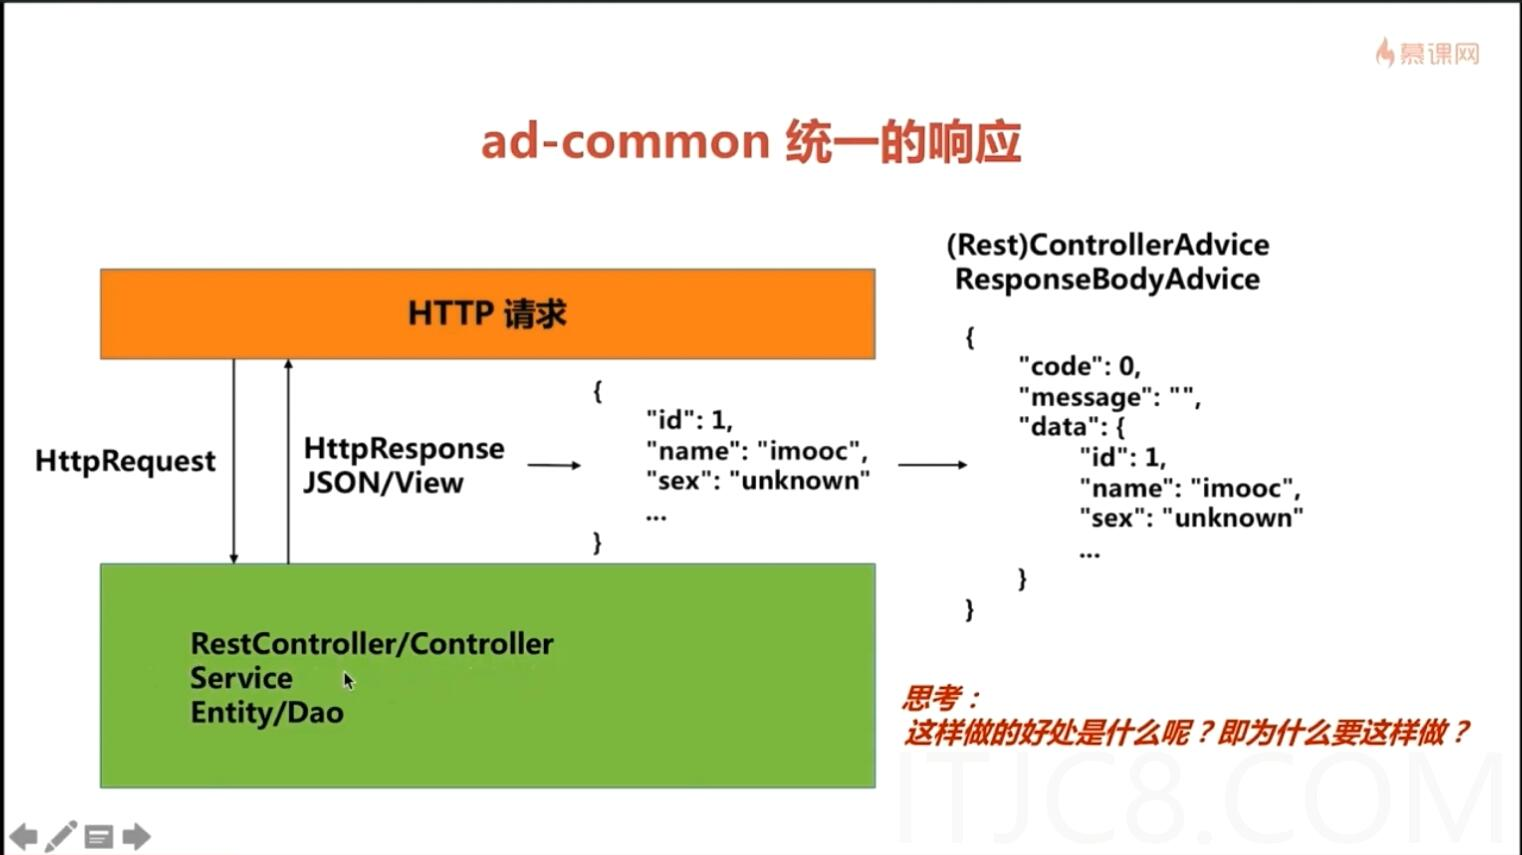 慕课网
ad-common 统一的响应
(Rest)ControllerAdvice
ResponseBodyAdvice
HTTP 请求
HttpRequest
HttpResponse
JSON/View
{
"id": 1,
"name": "imooc",
"sex": "unknown"
...
}
{
"code": 0,
"message": "",
"data": {
"id": 1,
"name": "imooc",
"sex": "unknown"
...
}
}
RestController/Controller
Service
Entity/Dao
思考：
这样做的好处是什么呢？即为什么要这样做？
ITJC8.COM